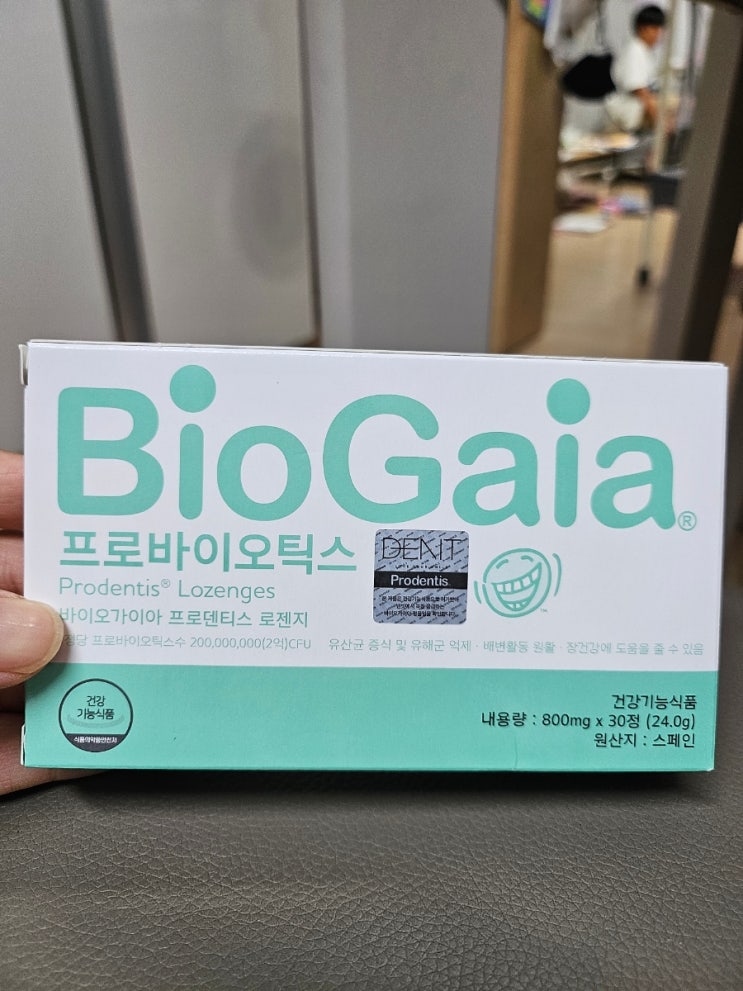 BioGaia®
프로바이오틱스
Prodentis® Lozenges
바이오가이아 프로덴티스 로젠지
정당 프로바이오틱스수 200,000,000(2억)CFU
유산균 증식 및 유해균 억제 · 배변활동 원활 · 장건강에 도움을 줄 수 있음
DENIT
Prodentis.
TM
건강
기능식품
식품의약품안전처
건강기능식품
내용량 : 800mg x 30정 (24.0g)
원산지 : 스페인